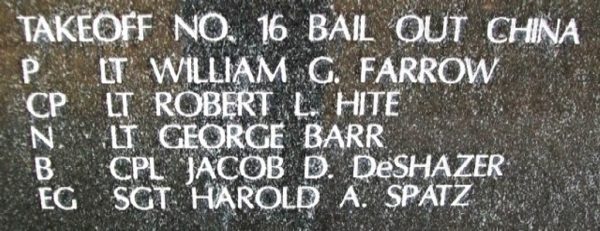 TAKEOFF NO. 16 BAIL OUT CHINA
P LT WILLIAM G. FARROW
CP LT ROBERT L. HITE
N. LT GEORGE BARR
B CPL JACOB D. DeSHAZER
EG SGT HAROLD A. SPATZ